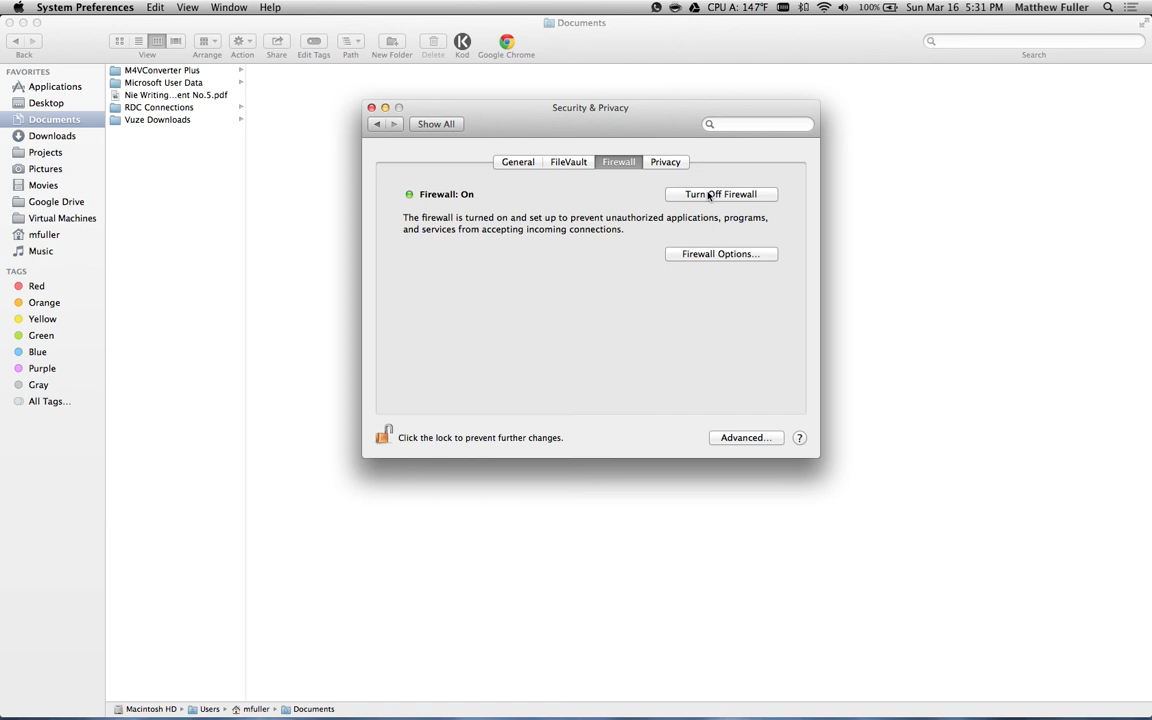 System Preferences Edit View Window Help CPU A: 147°F 100% Sun Mar 16 5:31 PM Matthew Fuller
Documents
Back View Arrange Action Share Edit Tags Path New Folder Delete Kod Google Chrome Search
FAVORITES
Applications
Desktop
Documents
Downloads
Projects
Pictures
Movies
Google Drive
Virtual Machines
mfuller
Music
TAGS
Red
Orange
Yellow
Green
Blue
Purple
Gray
All Tags...
M4VConverter Plus
Microsoft User Data
Nie Writing...ent No.5.pdf
RDC Connections
Vuze Downloads
Security & Privacy
Show All
General FileVault Firewall Privacy
Firewall: On Turn Off Firewall
The firewall is turned on and set up to prevent unauthorized applications, programs,
and services from accepting incoming connections.
Firewall Options...
Click the lock to prevent further changes. Advanced... ?
Macintosh HD Users mfuller Documents